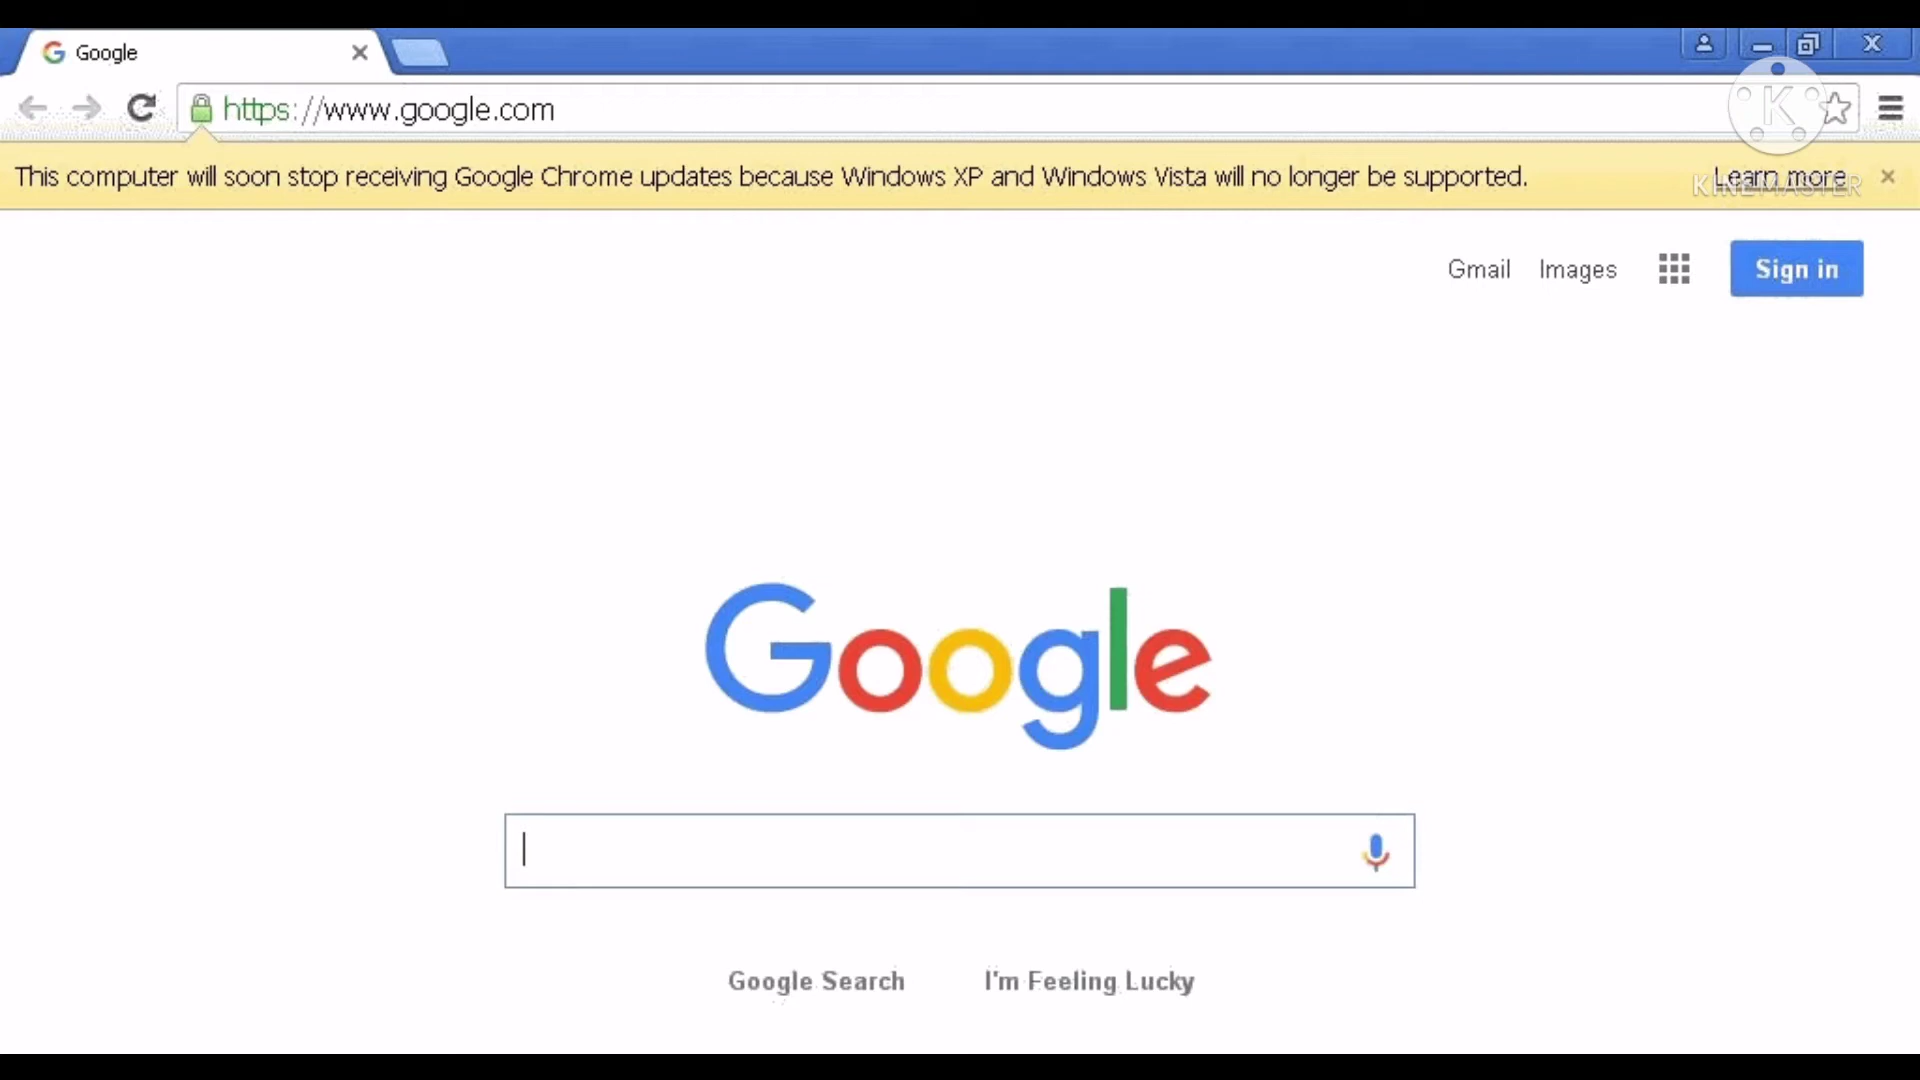 Google
https://www.google.com
This computer will soon stop receiving Google Chrome updates because Windows XP and Windows Vista will no longer be supported.
Learn more
KINEMASTER
Gmail
Images
Sign in
Google
Google Search
I'm Feeling Lucky